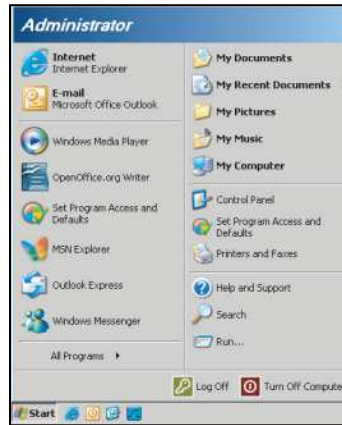 Administrator
Internet
Internet Explorer
E-mail
Microsoft Office Outlook
Windows Media Player
OpenOffice.org Writer
Set Program Access and
Defaults
MSN Explorer
Outlook Express
Windows Messenger
All Programs
My Documents
My Recent Documents
My Pictures
My Music
My Computer
Control Panel
Set Program Access and
Defaults
Printers and Faxes
Help and Support
Search
Run...
Log Off
Turn Off Compute
Start